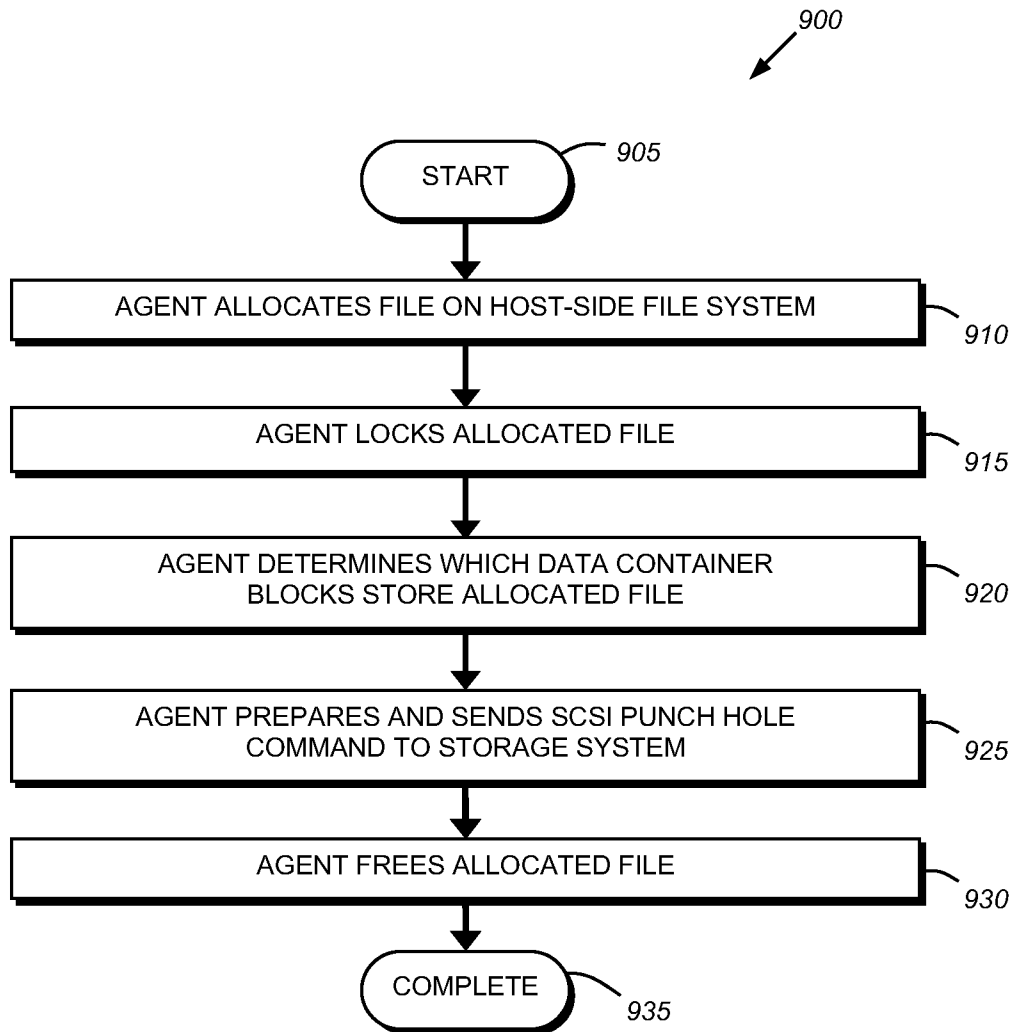 900
START
905
AGENT ALLOCATES FILE ON HOST-SIDE FILE SYSTEM
910
AGENT LOCKS ALLOCATED FILE
915
AGENT DETERMINES WHICH DATA CONTAINER
BLOCKS STORE ALLOCATED FILE
920
AGENT PREPARES AND SENDS SCSI PUNCH HOLE
COMMAND TO STORAGE SYSTEM
925
AGENT FREES ALLOCATED FILE
930
COMPLETE
935